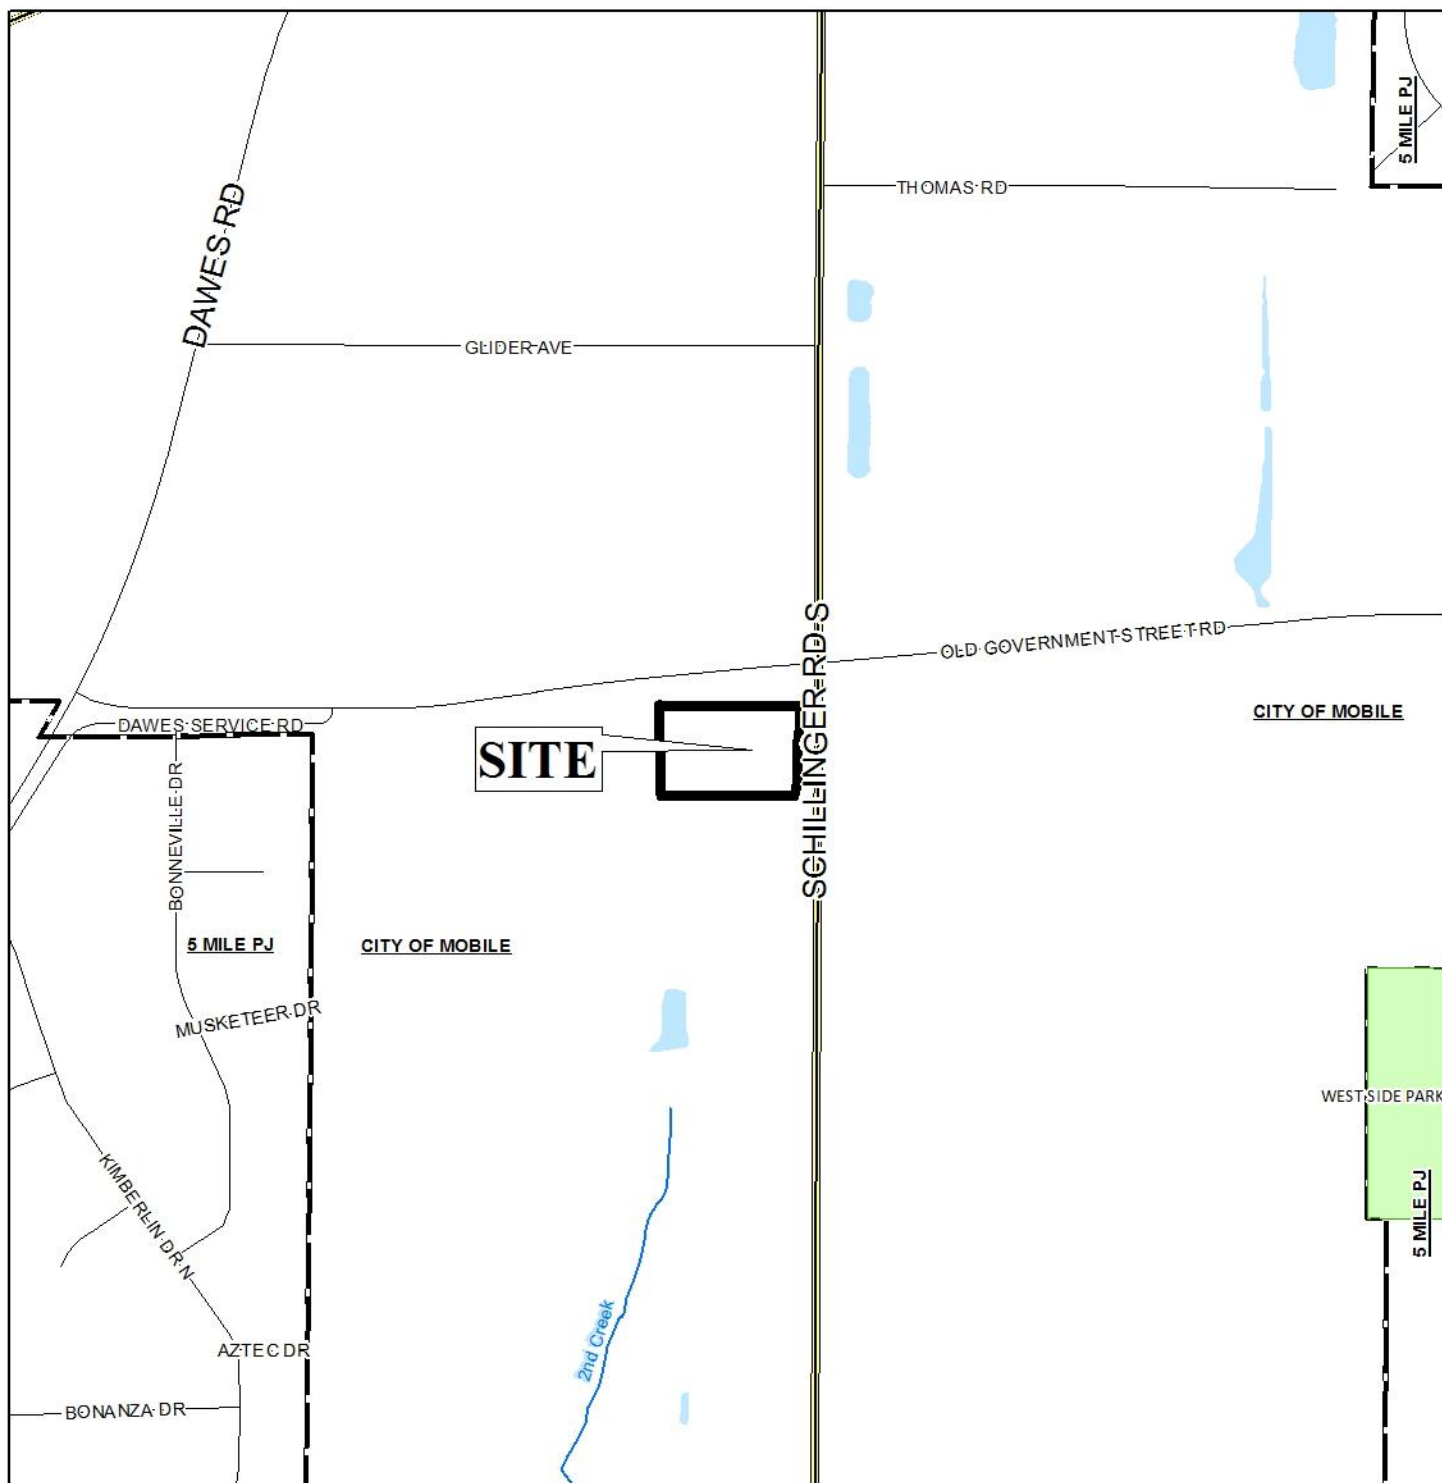 5 MILE PJ
THOMAS RD
DAWES RD
GLIDER AVE
SCHILLINGER RD S
OLD GOVERNMENT STREET RD
CITY OF MOBILE
DAWES SERVICE RD
SITE
BONNEVILLE DR
5 MILE PJ
CITY OF MOBILE
MUSKETEER DR
WEST SIDE PARK
KIMBERLIN DR N
5 MILE PJ
2nd Creek
AZTEC DR
BONANZA DR